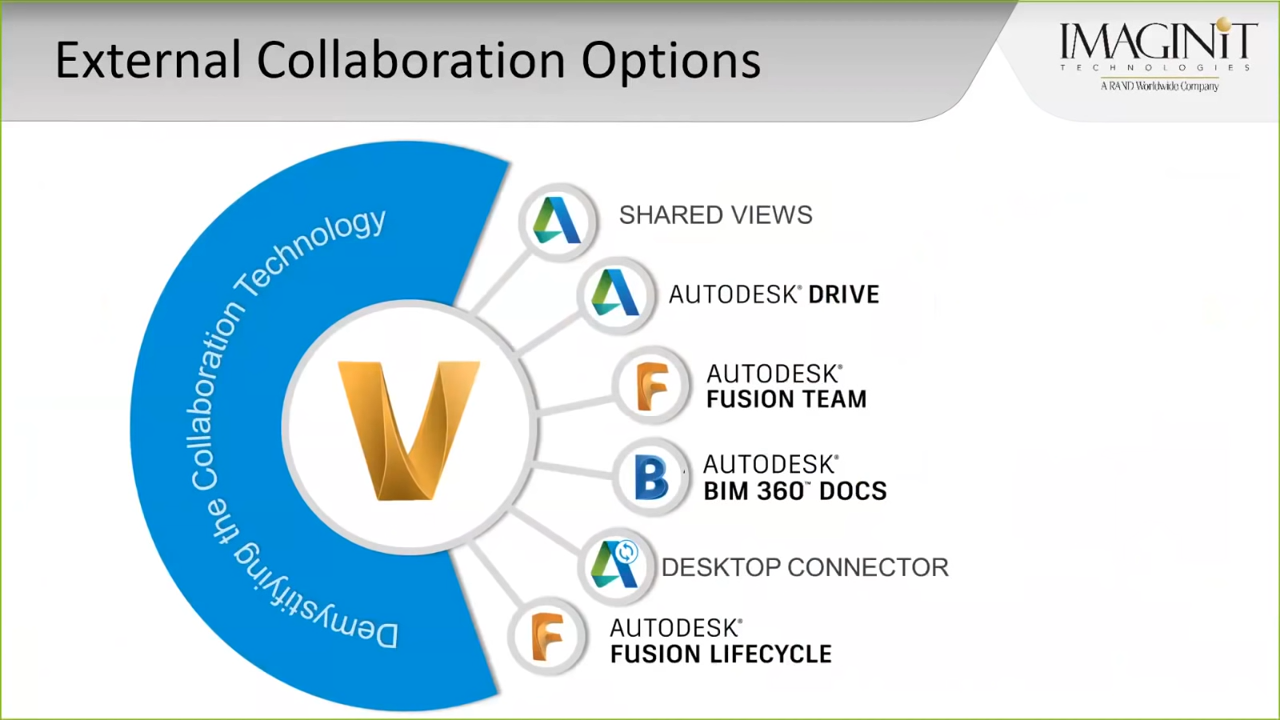 External Collaboration Options
IMAGINiT
TECHNOLOGIES
A RAND Worldwide Company
Demystifying the Collaboration Technology
SHARED VIEWS
AUTODESK® DRIVE
AUTODESK®
FUSION TEAM
AUTODESK®
BIM 360™ DOCS
DESKTOP CONNECTOR
AUTODESK®
FUSION LIFECYCLE